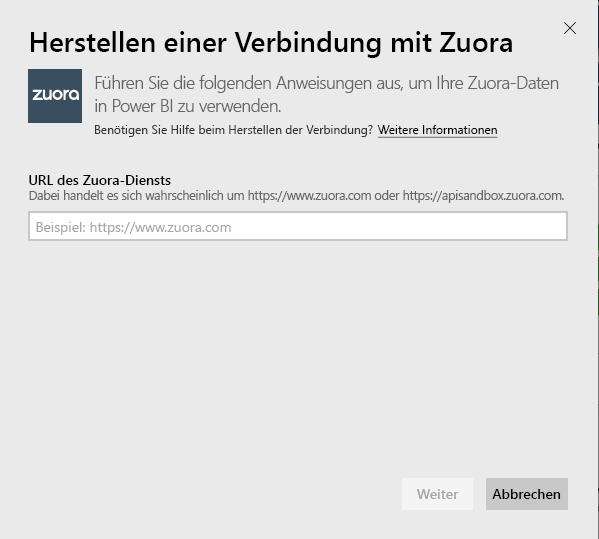 Herstellen einer Verbindung mit Zuora
zuora
Führen Sie die folgenden Anweisungen aus, um Ihre Zuora-Daten
in Power BI zu verwenden.
Benötigen Sie Hilfe beim Herstellen der Verbindung? Weitere Informationen
URL des Zuora-Diensts
Dabei handelt es sich wahrscheinlich um https://www.zuora.com oder https://apisandbox.zuora.com.
Beispiel: https://www.zuora.com
Weiter
Abbrechen